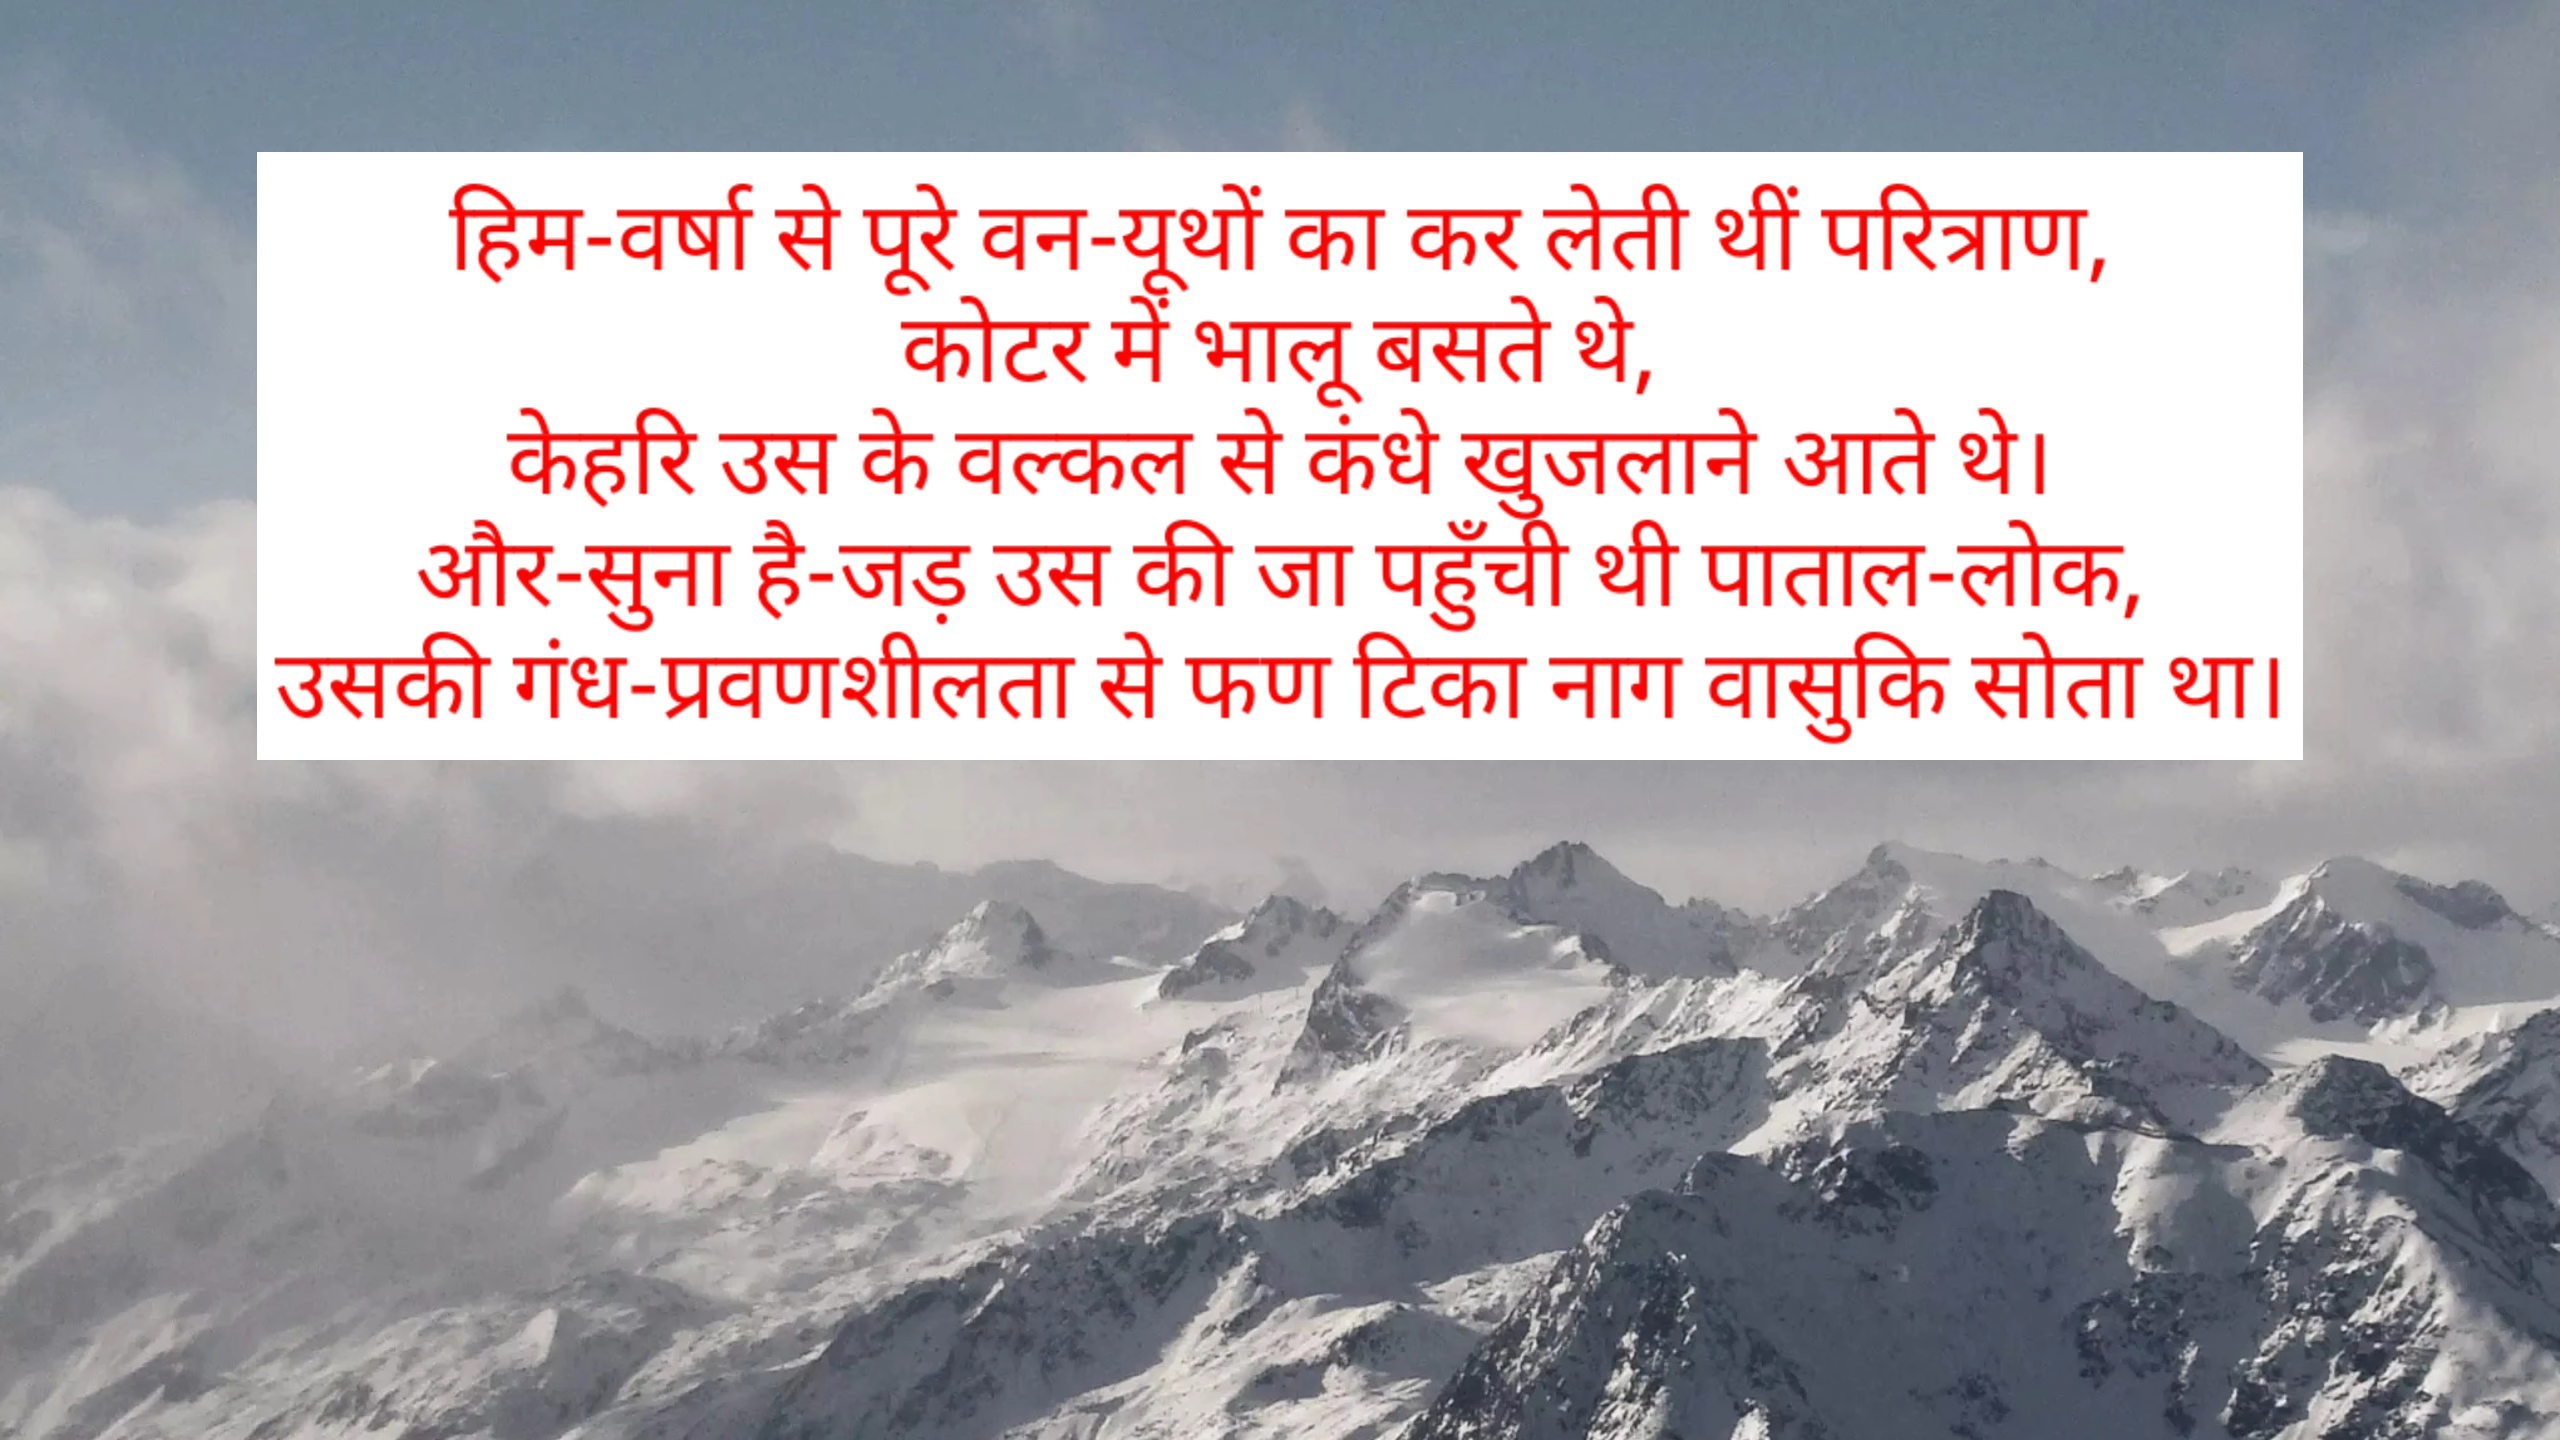 हिम-वर्षा से पूरे वन-यूथों का कर लेती थीं परित्राण,
कोटर में भालू बसते थे,
केहरि उस के वल्कल से कंधे खुजलाने आते थे।
और-सुना है-जड़ उस की जा पहुँची थी पाताल-लोक,
उसकी गंध-प्रवणशीलता से फण टिका नाग वासुकि सोता था।